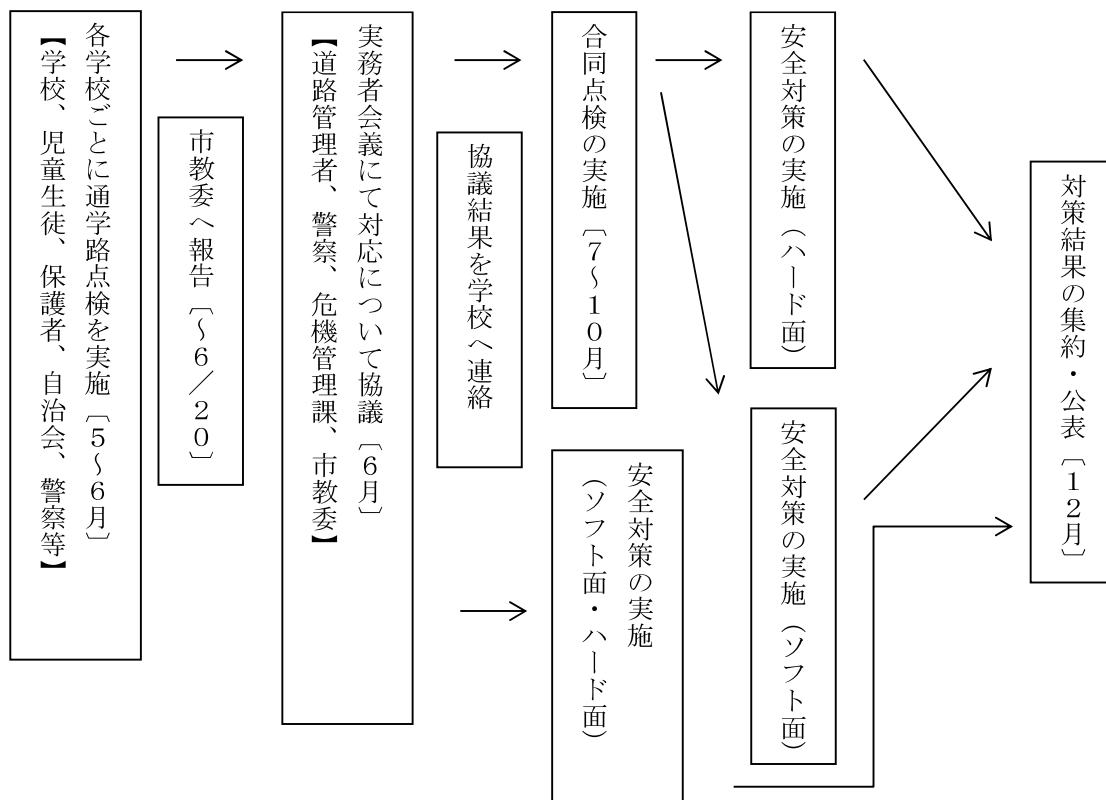 各学校ごとに通学路点検を実施〔5~6月〕
【学校、児童生徒、保護者、自治会、警察等】
市教委へ報告〔~6/20〕
実務者会議にて対応について協議〔6月〕
【道路管理者、警察、危機管理課、市教委】
協議結果を学校へ連絡
合同点検の実施〔7~10月〕
安全対策の実施
(ソフト面・ハード面)
安全対策の実施(ハード面)
安全対策の実施(ソフト面)
対策結果の集約・公表〔12月〕